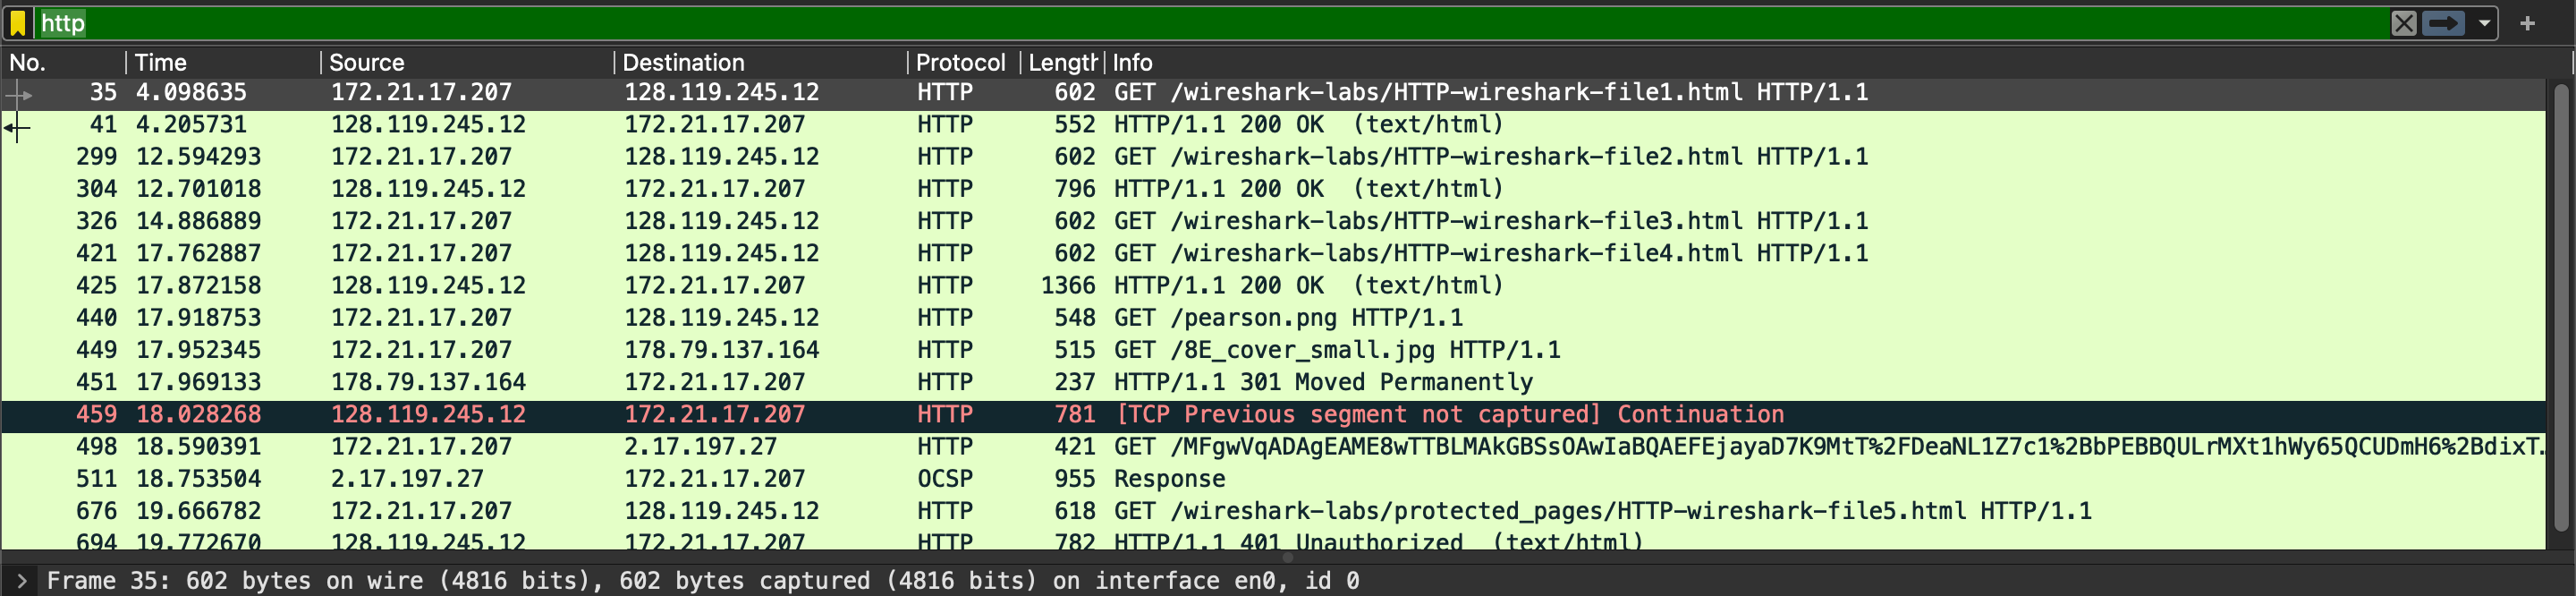 http
No. Time Source Destination Protocol Length Info
35 4.098635 172.21.17.207 128.119.245.12 HTTP 602 GET /wireshark-labs/HTTP-wireshark-file1.html HTTP/1.1
41 4.205731 128.119.245.12 172.21.17.207 HTTP 552 HTTP/1.1 200 OK (text/html)
299 12.594293 172.21.17.207 128.119.245.12 HTTP 602 GET /wireshark-labs/HTTP-wireshark-file2.html HTTP/1.1
304 12.701018 128.119.245.12 172.21.17.207 HTTP 796 HTTP/1.1 200 OK (text/html)
326 14.886889 172.21.17.207 128.119.245.12 HTTP 602 GET /wireshark-labs/HTTP-wireshark-file3.html HTTP/1.1
421 17.762887 172.21.17.207 128.119.245.12 HTTP 602 GET /wireshark-labs/HTTP-wireshark-file4.html HTTP/1.1
425 17.872158 128.119.245.12 172.21.17.207 HTTP 1366 HTTP/1.1 200 OK (text/html)
440 17.918753 172.21.17.207 128.119.245.12 HTTP 548 GET /pearson.png HTTP/1.1
449 17.952345 172.21.17.207 178.79.137.164 HTTP 515 GET /8E_cover_small.jpg HTTP/1.1
451 17.969133 178.79.137.164 172.21.17.207 HTTP 237 HTTP/1.1 301 Moved Permanently
459 18.028268 128.119.245.12 172.21.17.207 HTTP 781 [TCP Previous segment not captured] Continuation
498 18.590391 172.21.17.207 2.17.197.27 HTTP 421 GET /MFgwVqADAgEAME8wTTBLMAkGBSsOAwIaBQAEFEjayaD7K9MtT%2FDeaNL1Z7c1%2BbPEBBQULrMXt1hWy65QCUDmH6%2BdixT…
511 18.753504 2.17.197.27 172.21.17.207 OCSP 955 Response
676 19.666782 172.21.17.207 128.119.245.12 HTTP 618 GET /wireshark-labs/protected_pages/HTTP-wireshark-file5.html HTTP/1.1
694 19.772670 128.119.245.12 172.21.17.207 HTTP 782 HTTP/1.1 401 Unauthorized (text/html)
Frame 35: 602 bytes on wire (4816 bits), 602 bytes captured (4816 bits) on interface en0, id 0